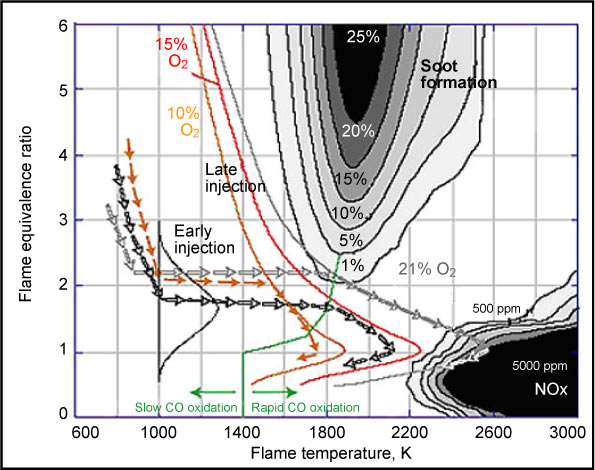 6
5
4
3
2
1
0
Flame equivalence ratio
15%
O2
10%
O2
Late
injection
Early
injection
25%
Soot
formation
20%
15%
10%
5%
1%
21% O2
500 ppm
5000 ppm
NOx
Slow CO oxidation
Rapid CO oxidation
600
1000
1400
1800
2200
2600
3000
Flame temperature, K